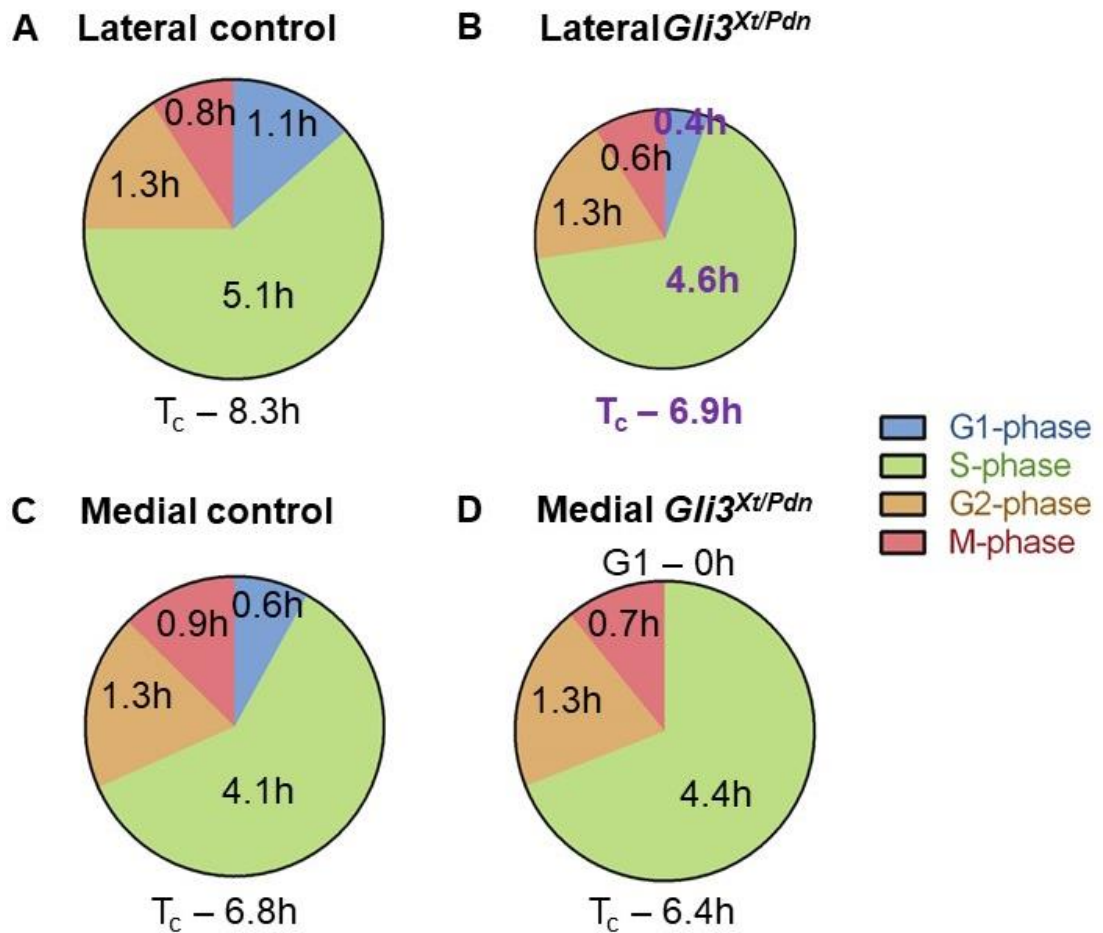 A Lateral control
0.8h 1.1h
1.3h
5.1h
Tc – 8.3h
B LateralGli3Xt/Pdn
0.4h
0.6h
1.3h
4.6h
Tc – 6.9h
G1-phase
S-phase
G2-phase
M-phase
C Medial control
0.9h 0.6h
1.3h
4.1h
Tc – 6.8h
D Medial Gli3Xt/Pdn
G1 – 0h
0.7h
1.3h
4.4h
Tc – 6.4h